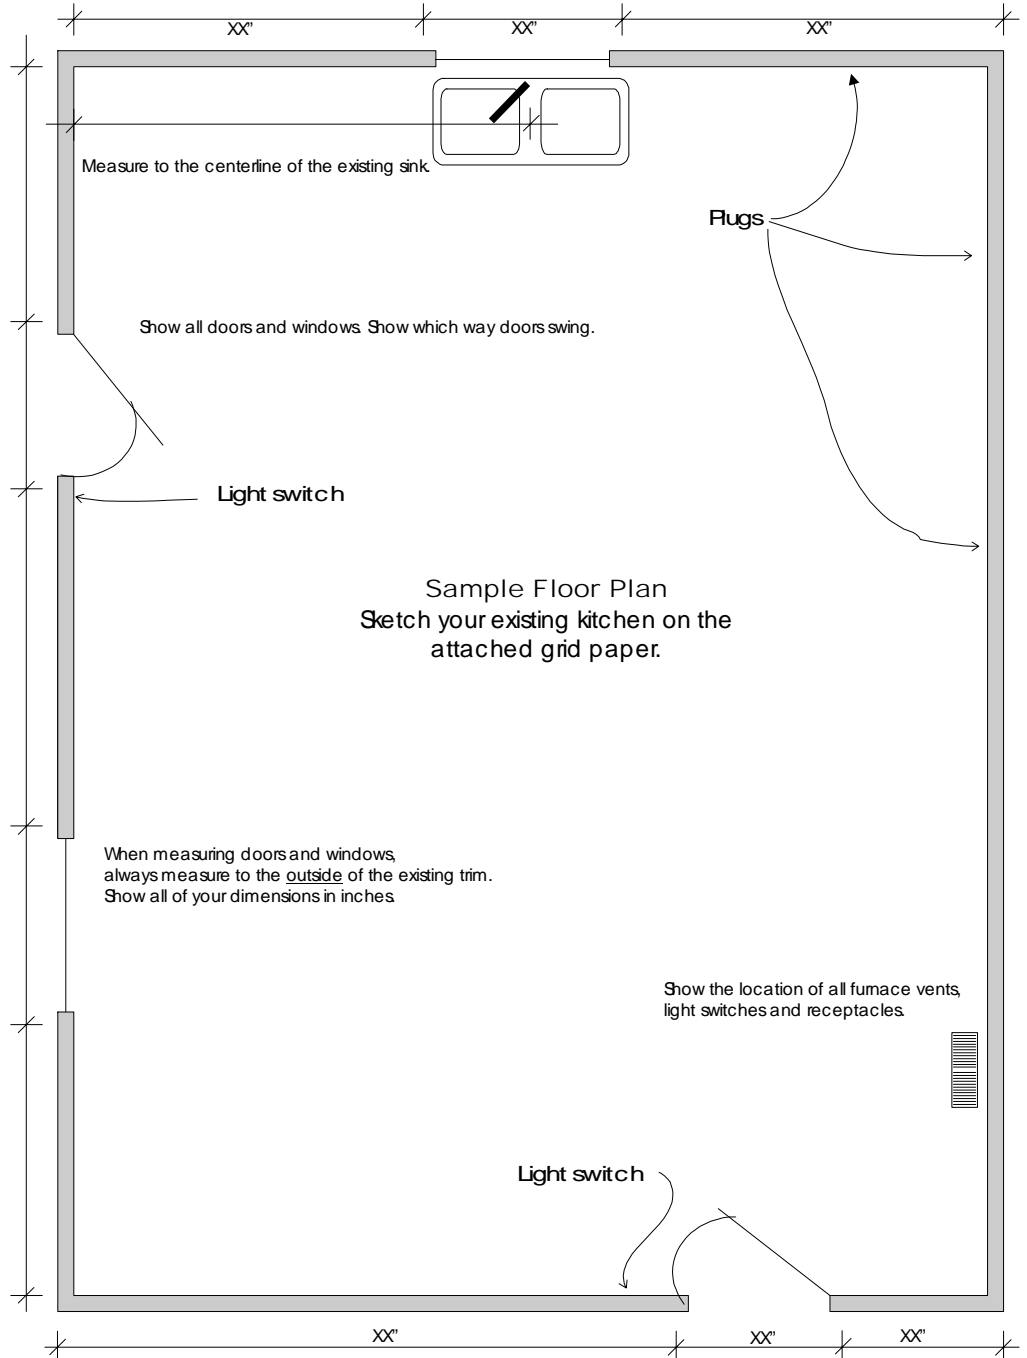 XX" XX" XX"
Measure to the centerline of the existing sink.
Plugs
Show all doors and windows. Show which way doors swing.
Light switch
Sample Floor Plan
Sketch your existing kitchen on the
attached grid paper.
When measuring doors and windows,
always measure to the outside of the existing trim.
Show all of your dimensions in inches.
Show the location of all furnace vents,
light switches and receptacles.
Light switch
XX" XX" XX"